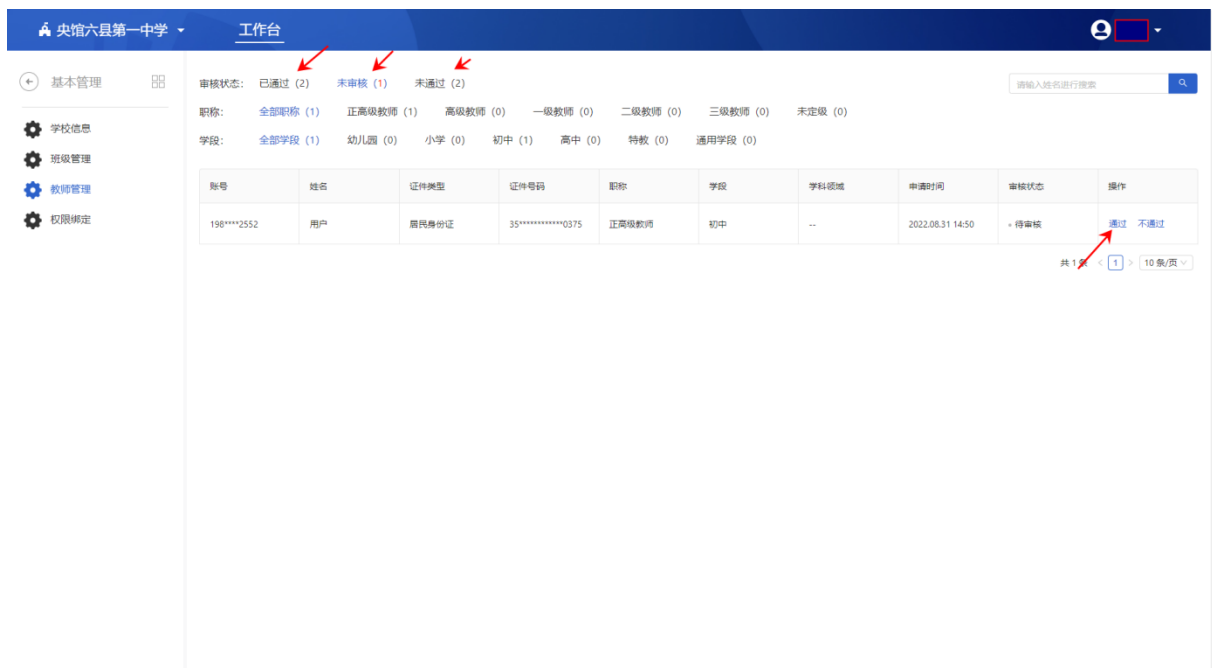 央馆六县第一中学 工作台
基本管理
学校信息
班级管理
教师管理
权限绑定
审核状态: 已通过 (2) 未审核 (1) 未通过 (2) 请输入姓名进行搜索
职称: 全部职称 (1) 正高级教师 (1) 高级教师 (0) 一级教师 (0) 二级教师 (0) 三级教师 (0) 未定级 (0)
学段: 全部学段 (1) 幼儿园 (0) 小学 (0) 初中 (1) 高中 (0) 特教 (0) 通用学段 (0)
账号 姓名 证件类型 证件号码 职称 学段 学科领域 申请时间 审核状态 操作
198****2552 用户 居民身份证 35************0375 正高级教师 初中 -- 2022.08.31 14:50 待审核 通过 不通过
共 1 条 < 1 > 10 条/页